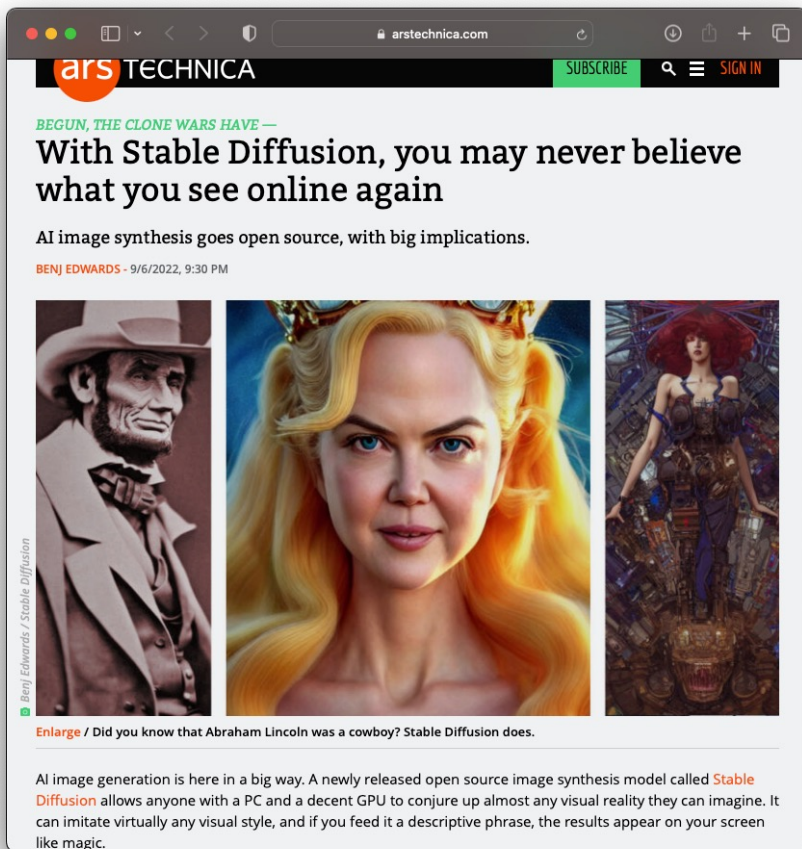 arstechnica.com
ars TECHNICA
SUBSCRIBE
SIGN IN
BEGUN, THE CLONE WARS HAVE —
With Stable Diffusion, you may never believe
what you see online again
AI image synthesis goes open source, with big implications.
BENJ EDWARDS - 9/6/2022, 9:30 PM
Benj Edwards / Stable Diffusion
Enlarge / Did you know that Abraham Lincoln was a cowboy? Stable Diffusion does.
AI image generation is here in a big way. A newly released open source image synthesis model called Stable
Diffusion allows anyone with a PC and a decent GPU to conjure up almost any visual reality they can imagine. It
can imitate virtually any visual style, and if you feed it a descriptive phrase, the results appear on your screen
like magic.